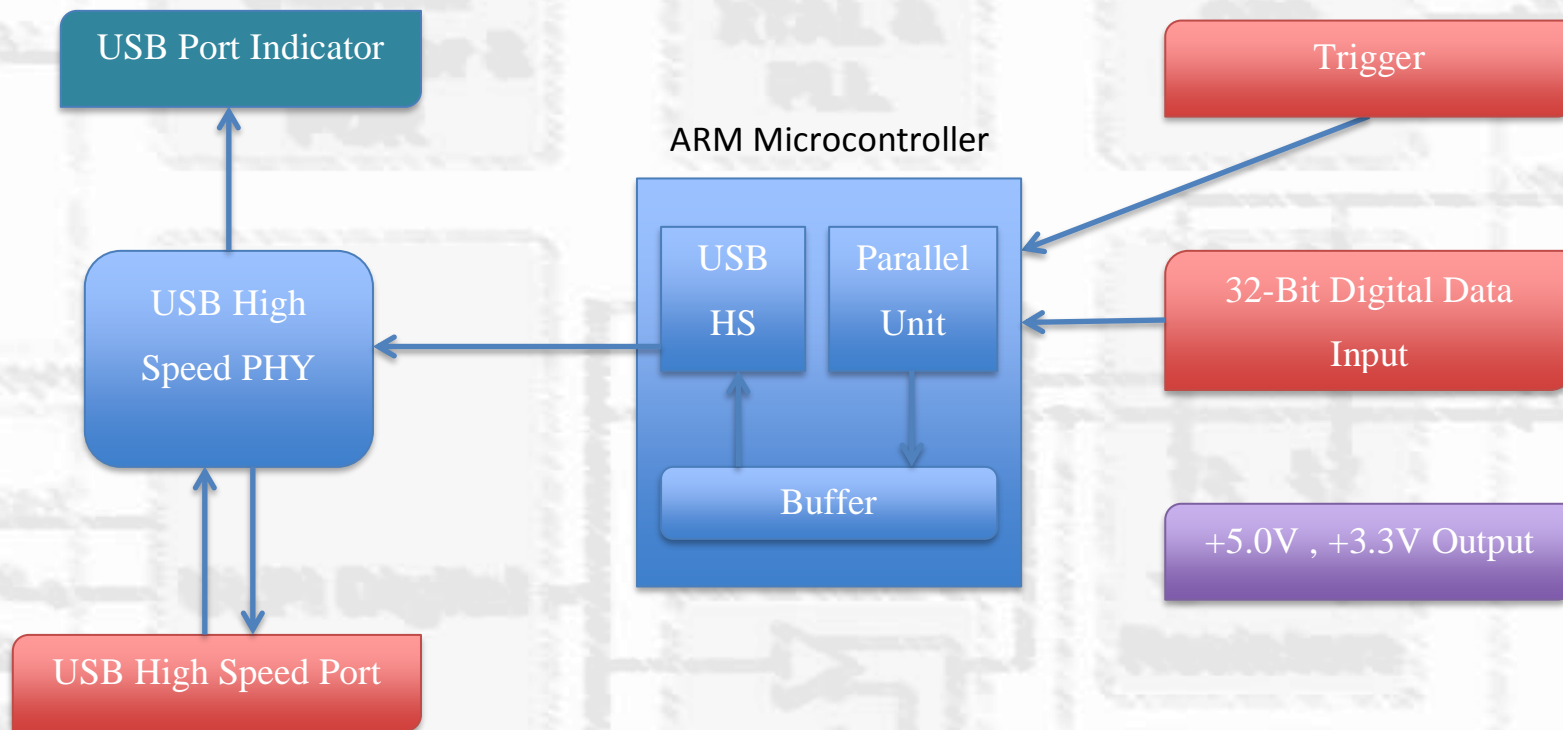 USB Port Indicator
Trigger
ARM Microcontroller
USB
HS
Parallel
Unit
USB High
Speed PHY
32-Bit Digital Data
Input
Buffer
+5.0V , +3.3V Output
USB High Speed Port